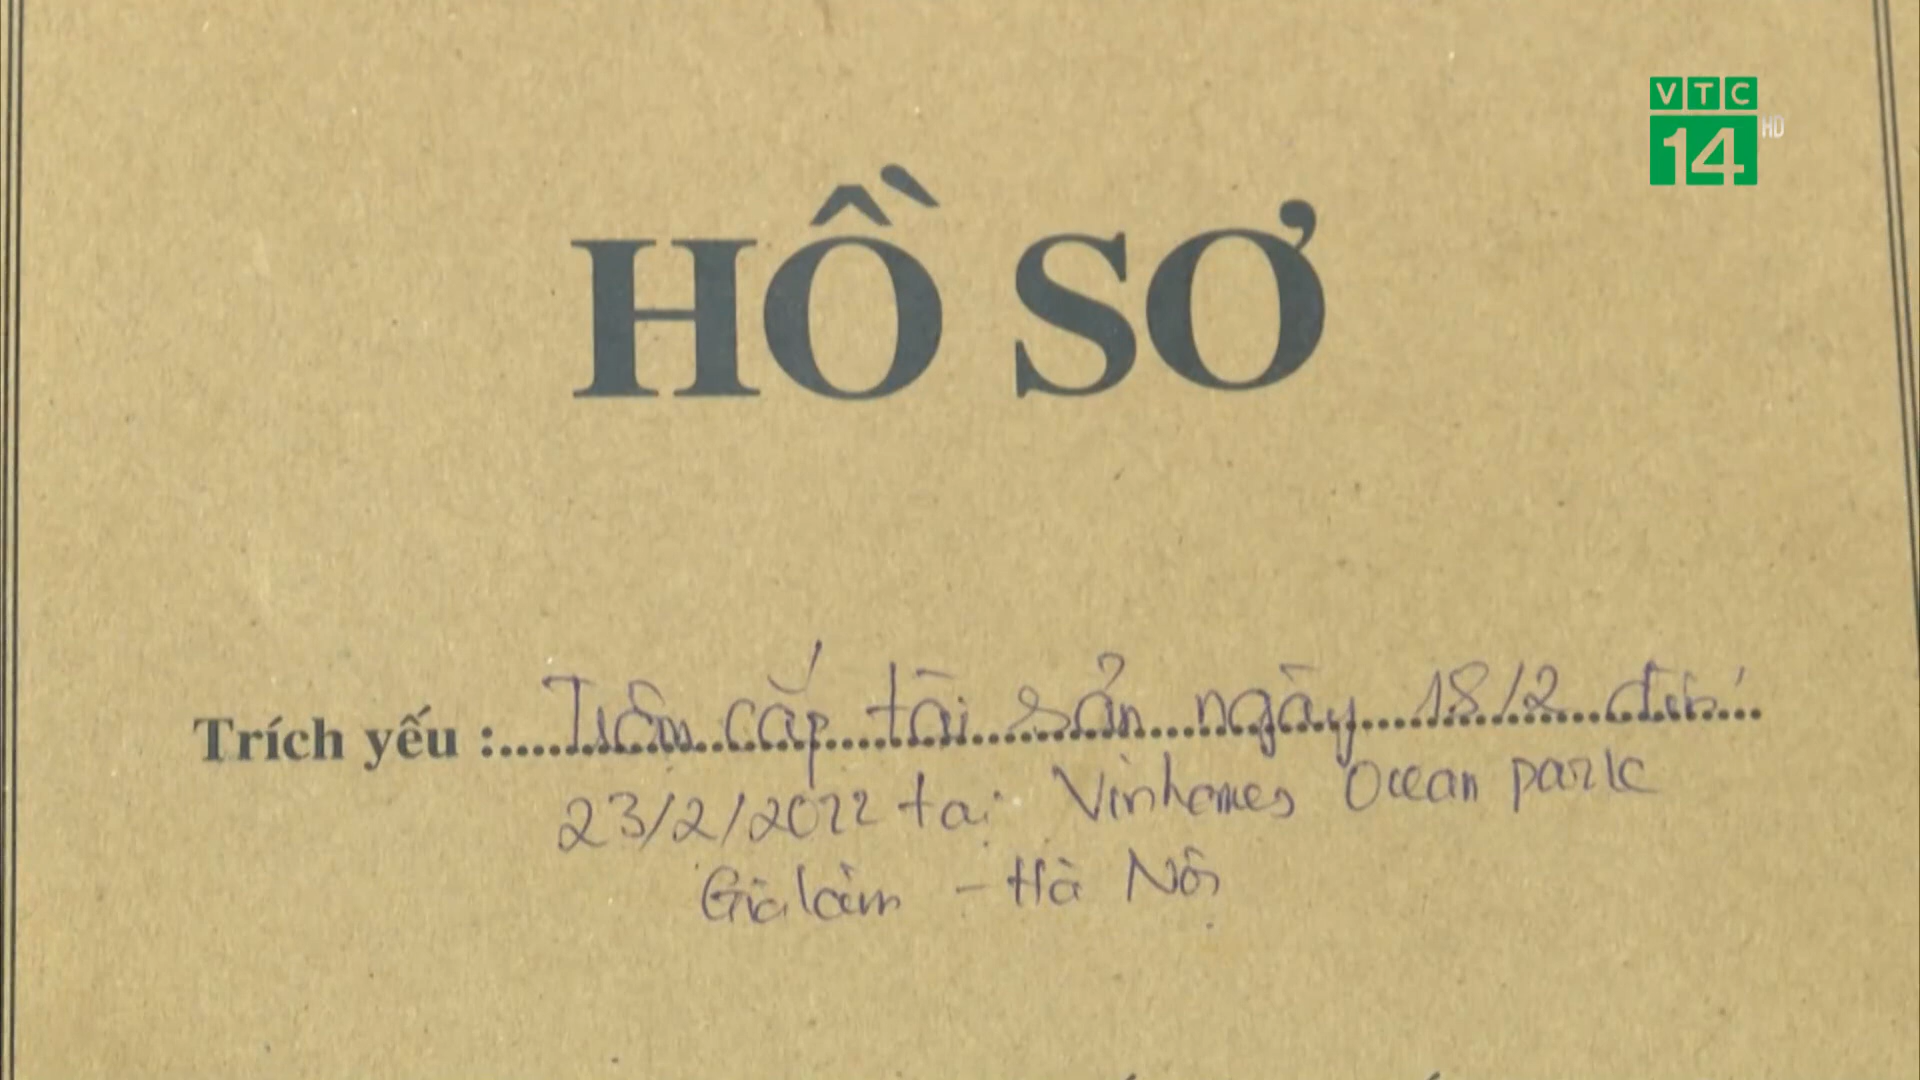 VTC
14 HD
HỒ SƠ
Trích yếu : Trộm cắp tài sản ngày 18/2 đến
23/2/2022 tại Vinhomes Ocean park
Gia lâm - Hà Nội